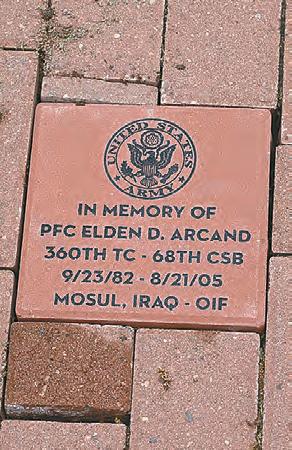 UNITED STATES
ARMY
IN MEMORY OF
PFC ELDEN D. ARCAND
360TH TC - 68TH CSB
9/23/82 - 8/21/05
MOSUL, IRAQ - OIF